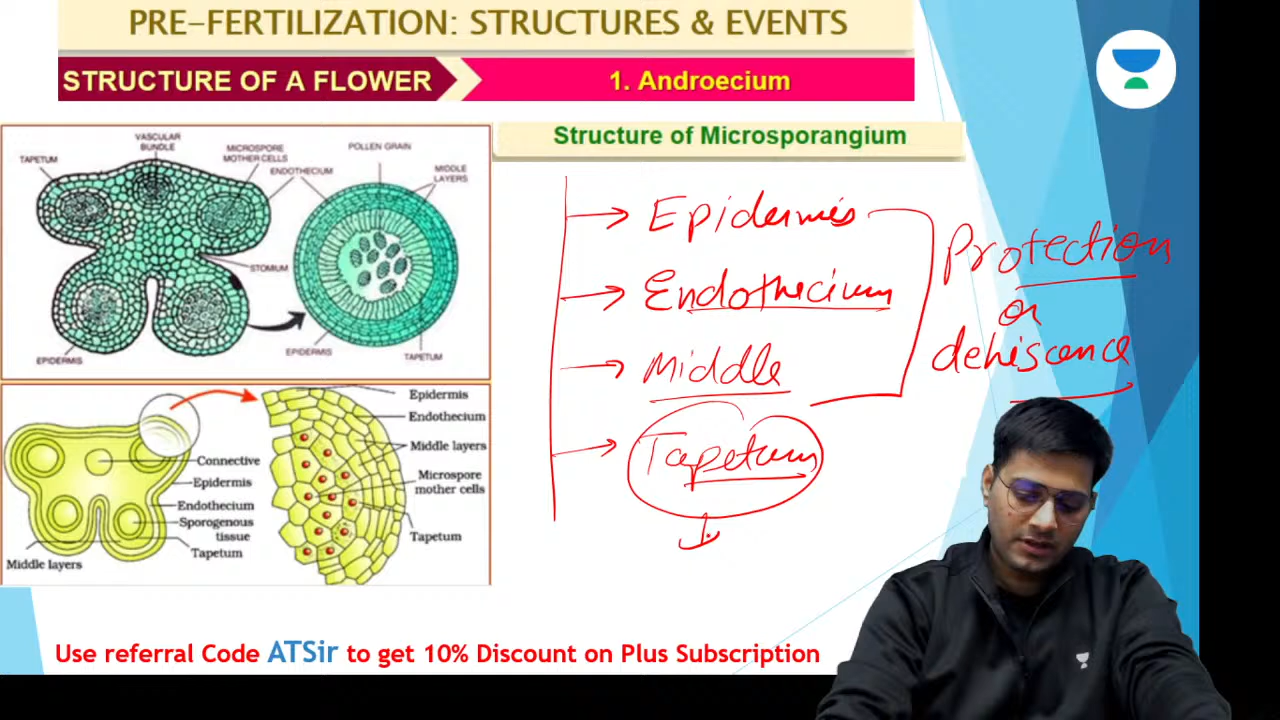 PRE-FERTILIZATION: STRUCTURES & EVENTS
STRUCTURE OF A FLOWER
1. Androecium
Structure of Microsporangium
TAPETUM
VASCULAR
BUNDLE
MICROSPORE
MOTHER CELLS
ENDOTHECIUM
POLLEN GRAIN
MIDDLE
LAYERS
STOMIUM
EPIDERMIS
EPIDERMIS
TAPETUM
Epidermis
Endothecium
Middle
Tapetum
Protection
or
dehiscence
Connective
Epidermis
Endothecium
Sporogenous
tissue
Tapetum
Middle layers
Epidermis
Endothecium
Middle layers
Microspore
mother cells
Tapetum
Use referral Code ATSir to get 10% Discount on Plus Subscription